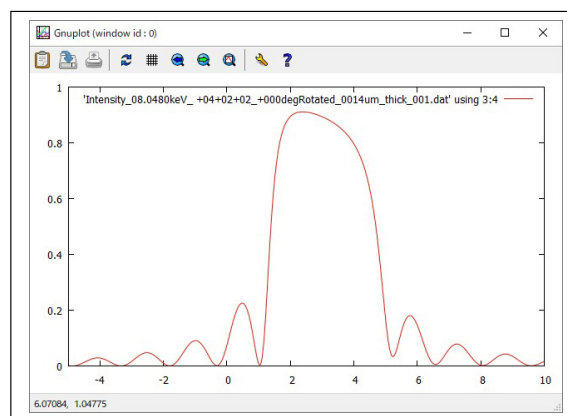 Gnuplot (window id : 0)
'Intensity_08.0480keV_ +04+02+02_+000degRotated_0014um_thick_001.dat' using 3:4
1
0.8
0.6
0.4
0.2
0
-4 -2 0 2 4 6 8 10
6.07084, 1.04775